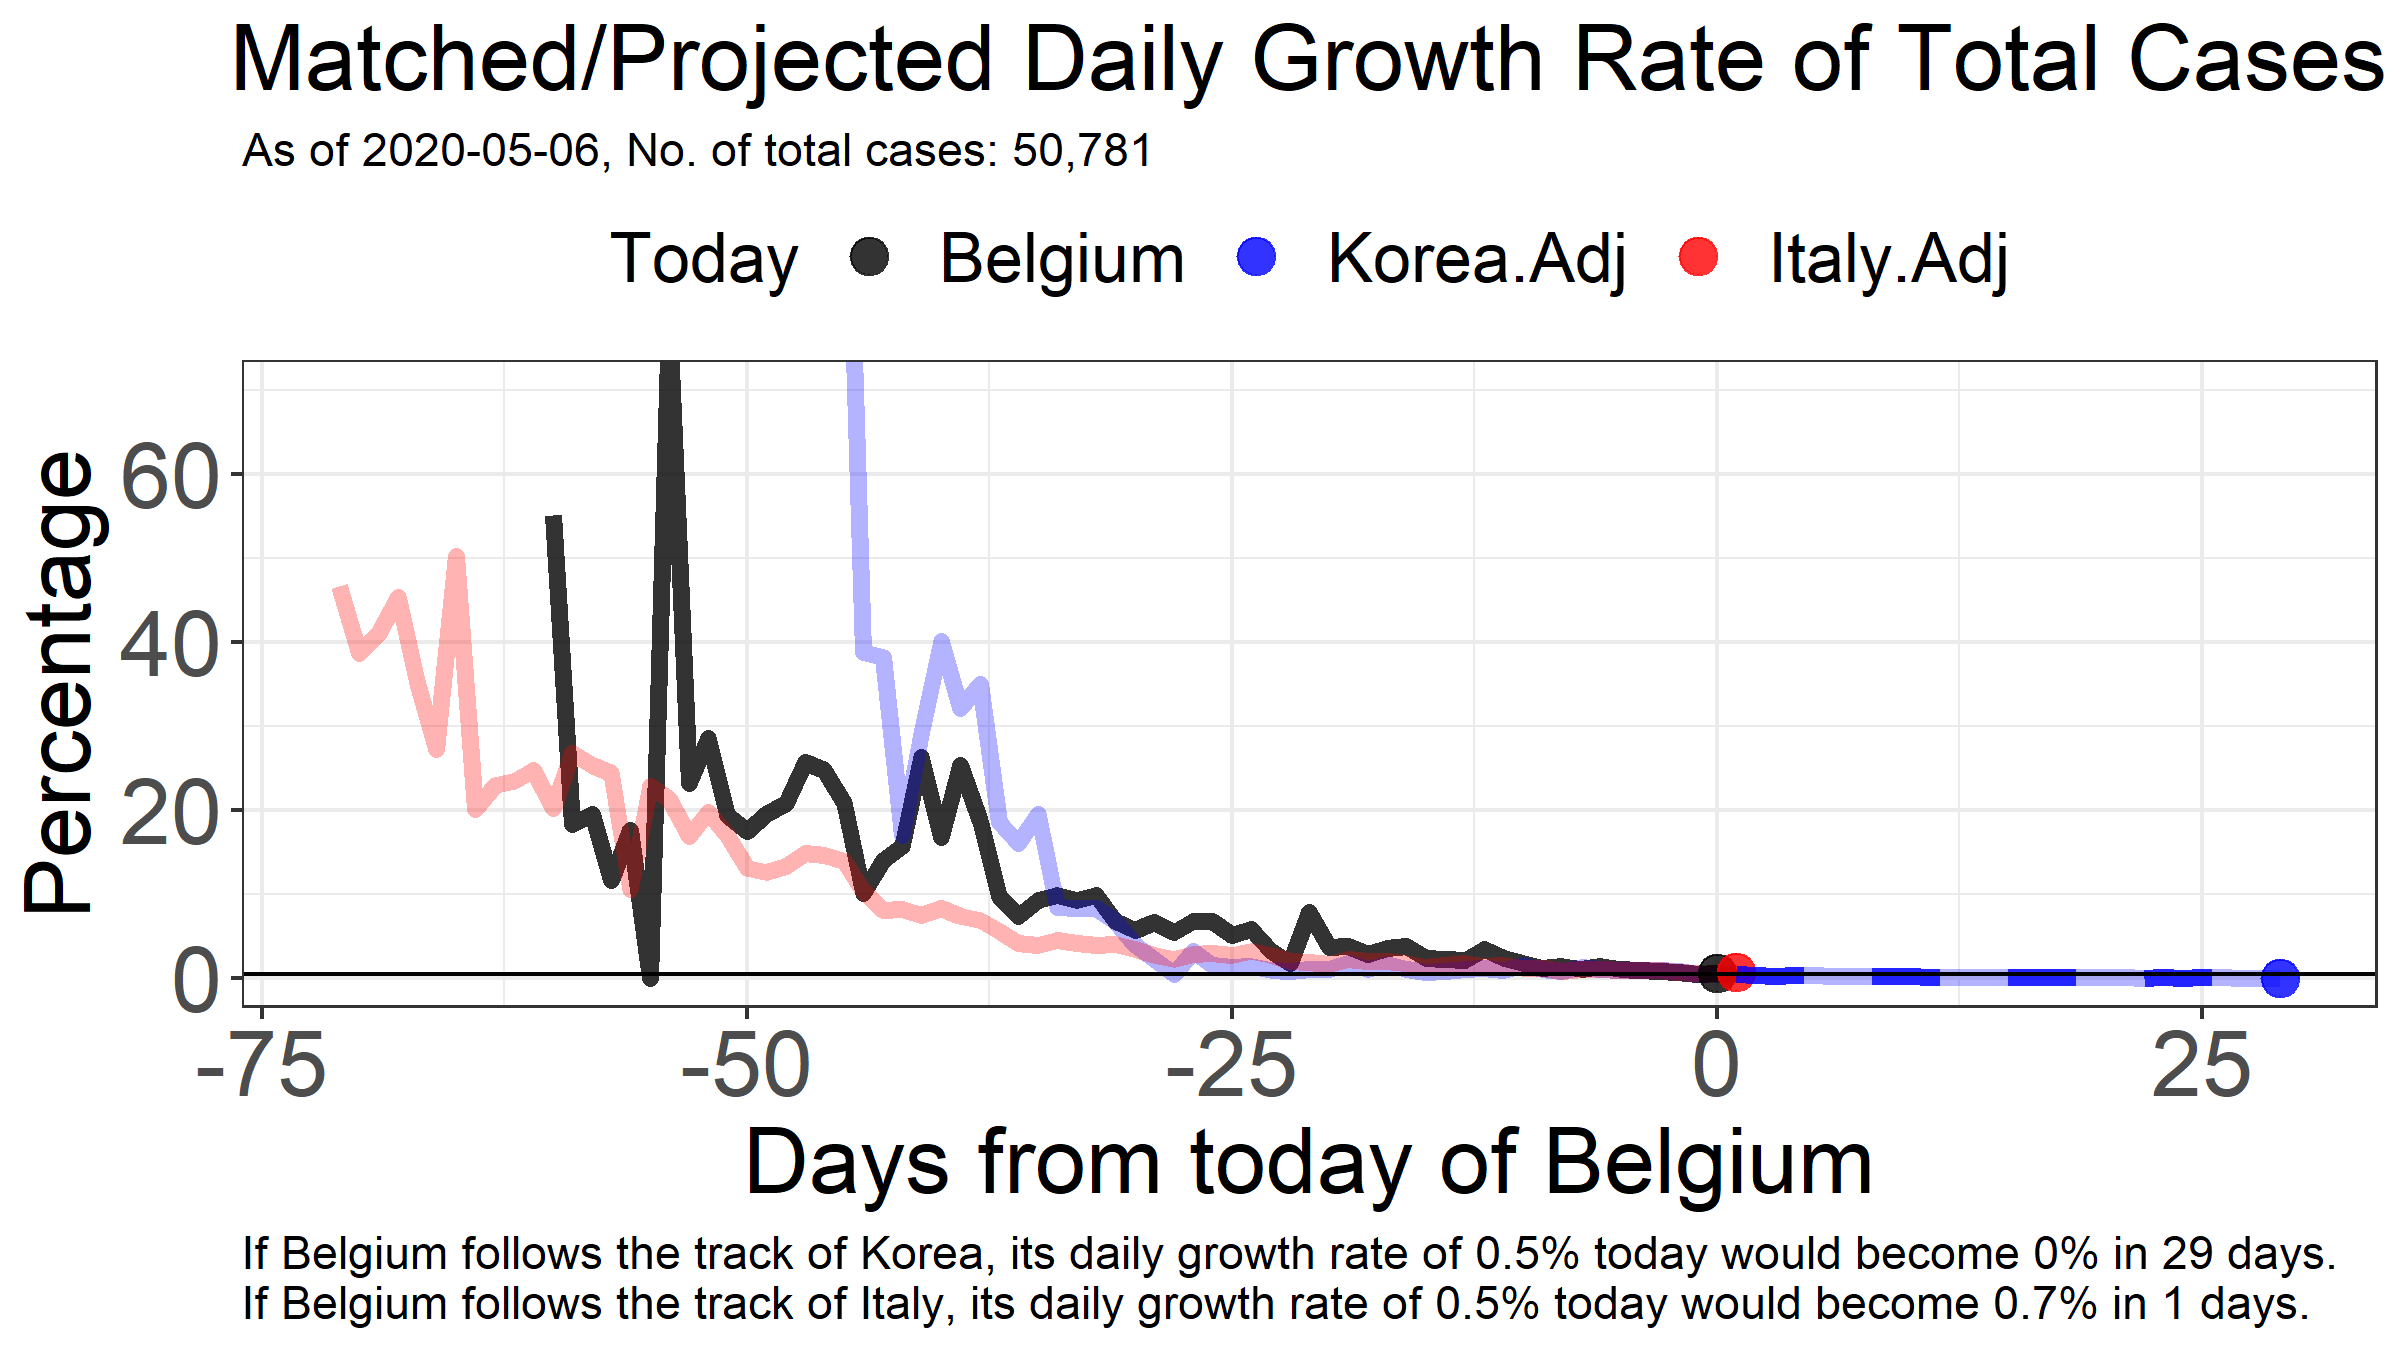 Matched/Projected Daily Growth Rate of Total Cases
As of 2020-05-06, No. of total cases: 50,781
Today Belgium Korea.Adj Italy.Adj
Percentage
60
40
20
0
-75 -50 -25 0 25
Days from today of Belgium
If Belgium follows the track of Korea, its daily growth rate of 0.5% today would become 0% in 29 days.
If Belgium follows the track of Italy, its daily growth rate of 0.5% today would become 0.7% in 1 days.